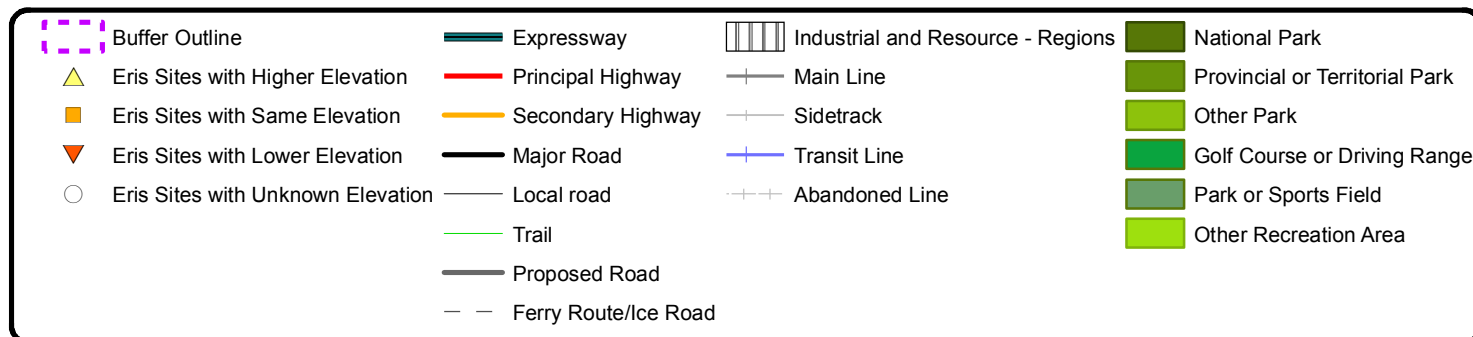 Buffer Outline
Eris Sites with Higher Elevation
Eris Sites with Same Elevation
Eris Sites with Lower Elevation
Eris Sites with Unknown Elevation
Expressway
Principal Highway
Secondary Highway
Major Road
Local road
Trail
Proposed Road
Ferry Route/Ice Road
Industrial and Resource - Regions
Main Line
Sidetrack
Transit Line
Abandoned Line
National Park
Provincial or Territorial Park
Other Park
Golf Course or Driving Range
Park or Sports Field
Other Recreation Area